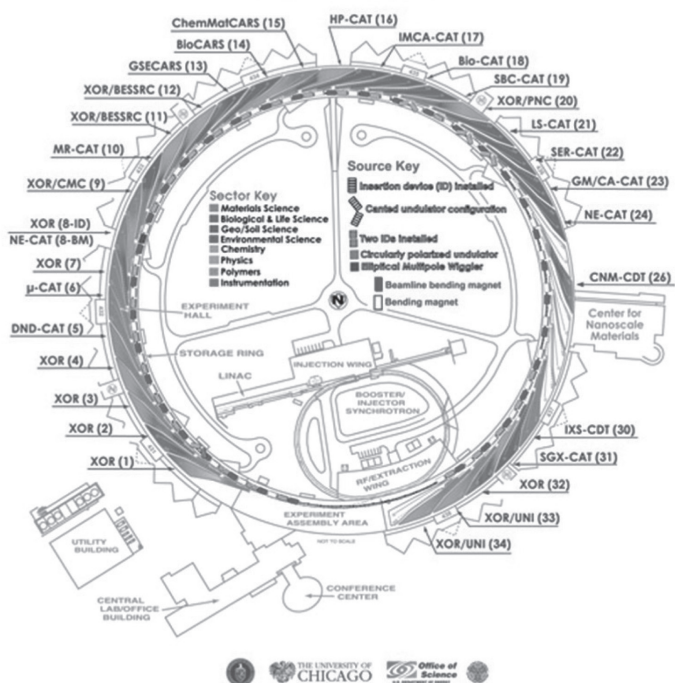 HP-CAT (16)
ChemMatCARS (15)
IMCA-CAT (17)
BioCARS (14)
Bio-CAT (18)
GSECARS (13)
SBC-CAT (19)
XOR/BESSRC (12)
XOR/PNC (20)
XOR/BESSRC (11)
LS-CAT (21)
MR-CAT (10)
SER-CAT (22)
XOR/CMC (9)
GM/CA-CAT (23)
XOR (8-ID)
NE-CAT (8-BM)
NE-CAT (24)
XOR (7)
CNM-CDT (26)
µ-CAT (6)
Center for
Nanoscale
Materials
DND-CAT (5)
XOR (4)
XOR (3)
XOR (2)
IXS-CDT (30)
XOR (1)
SGX-CAT (31)
XOR (32)
XOR/UNI (33)
XOR/UNI (34)
Sector Key
Materials Science
Biological & Life Science
Geo/Soil Science
Environmental Science
Chemistry
Physics
Polymers
Instrumentation
Source Key
Insertion device (ID) installed
Canted undulator configuration
Two IDs installed
Circularly polarized undulator
Elliptical Multipole Wiggler
Beamline bending magnet
Bending magnet
N
EXPERIMENT
HALL
STORAGE RING
LINAC
INJECTION WING
BOOSTER/
INJECTOR
SYNCHROTRON
RF/EXTRACTION
WING
EXPERIMENT
ASSEMBLY AREA
NOT TO SCALE
UTILITY
BUILDING
CENTRAL
LAB/OFFICE
BUILDING
CONFERENCE
CENTER
THE UNIVERSITY OF
CHICAGO
Office of
Science